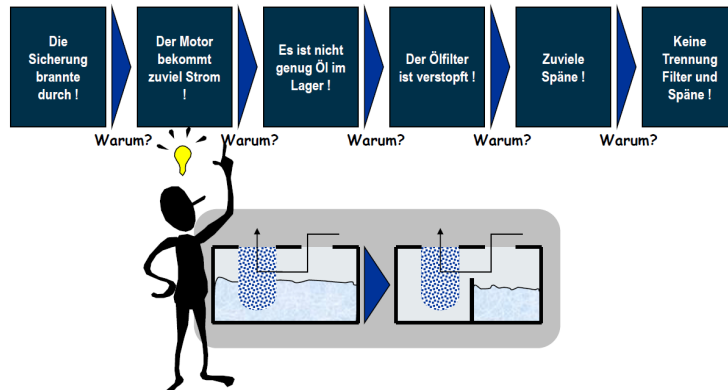 Die
Sicherung
brannte
durch !
Der Motor
bekommt
zuviel Strom
!
Es ist nicht
genug Öl im
Lager !
Der Ölfilter
ist verstopft !
Zuviele
Späne !
Keine
Trennung
Filter und
Späne !
Warum?
Warum?
Warum?
Warum?
Warum?